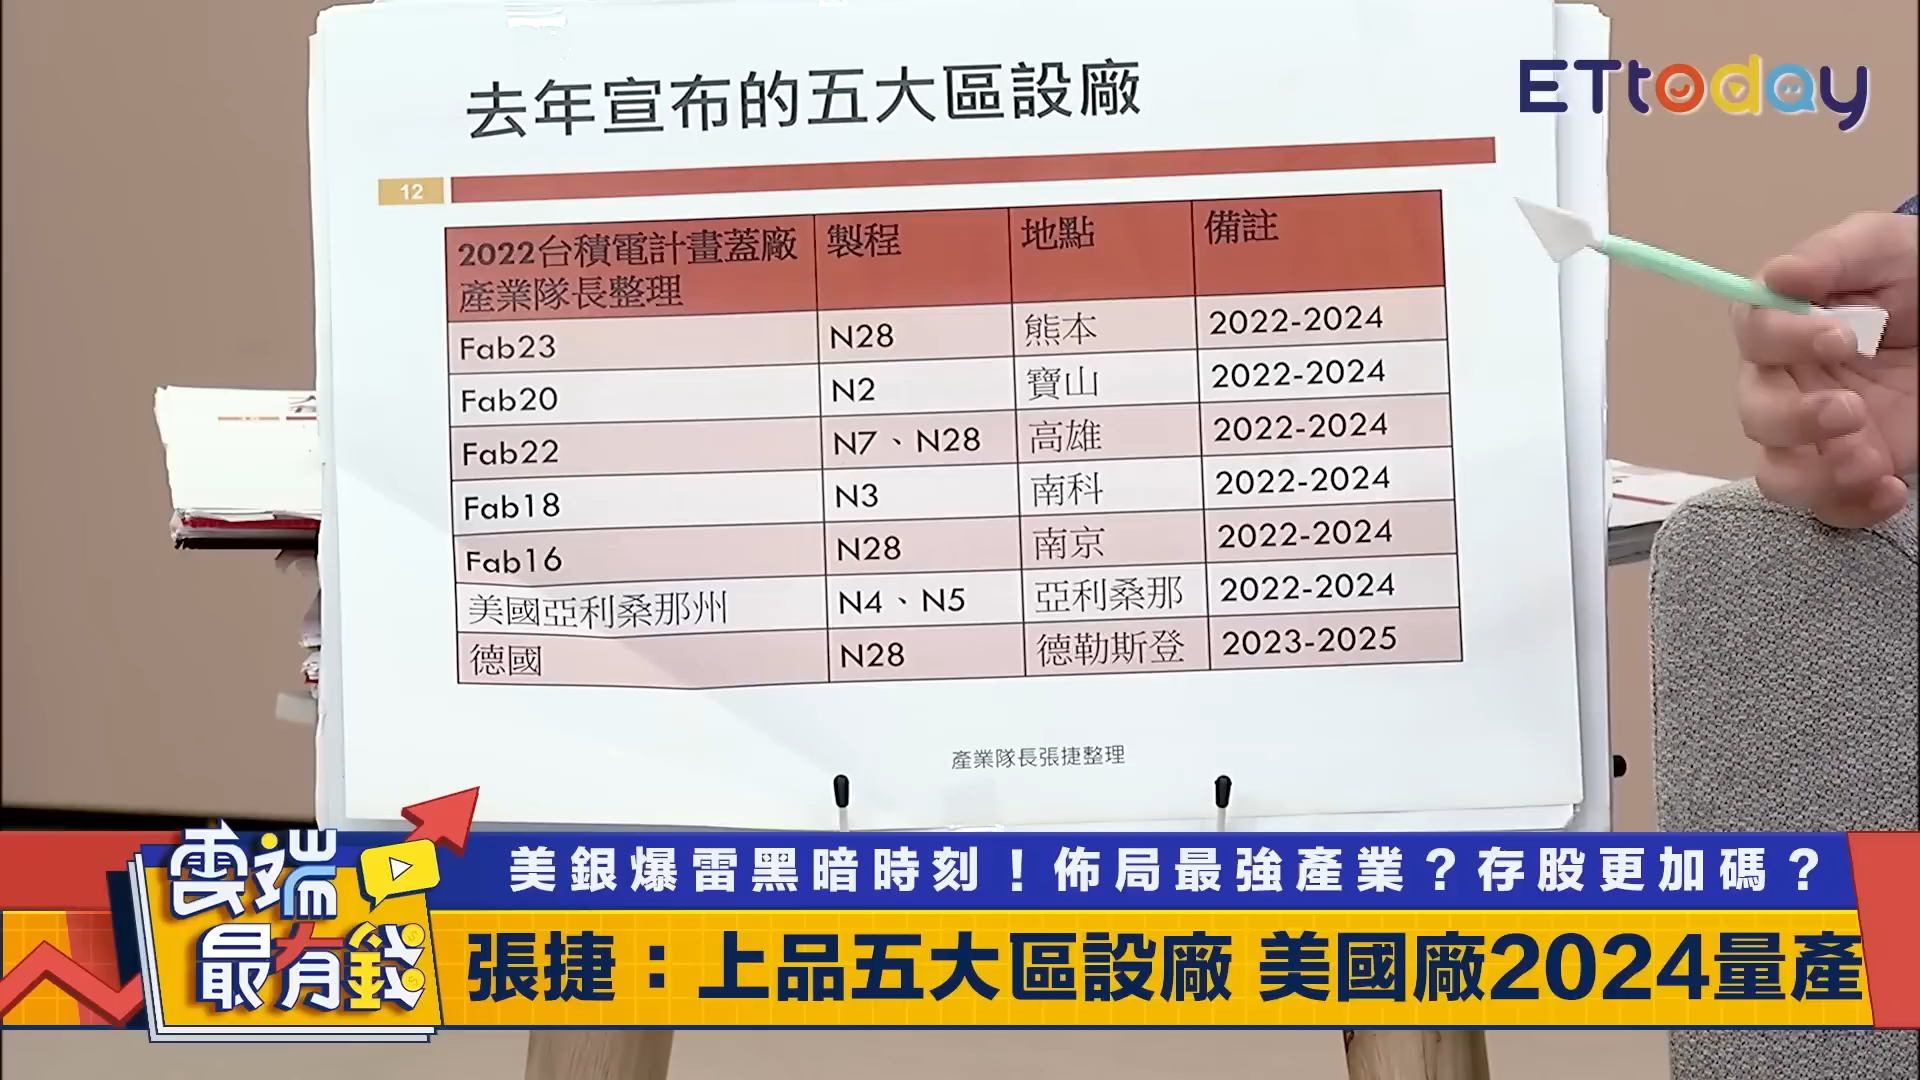 去年宣布的五大區設廠
ETtoday
12
2022台積電計畫蓋廠 製程 地點 備註
產業隊長整理
Fab23 N28 熊本 2022-2024
Fab20 N2 寶山 2022-2024
Fab22 N7、N28 高雄 2022-2024
Fab18 N3 南科 2022-2024
Fab16 N28 南京 2022-2024
美國亞利桑那州 N4、N5 亞利桑那 2022-2024
德國 N28 德勒斯登 2023-2025
產業隊長張捷整理
雲端
最有錢
美銀爆雷黑暗時刻！佈局最強產業？存股更加碼？
張捷：上品五大區設廠 美國廠2024量產